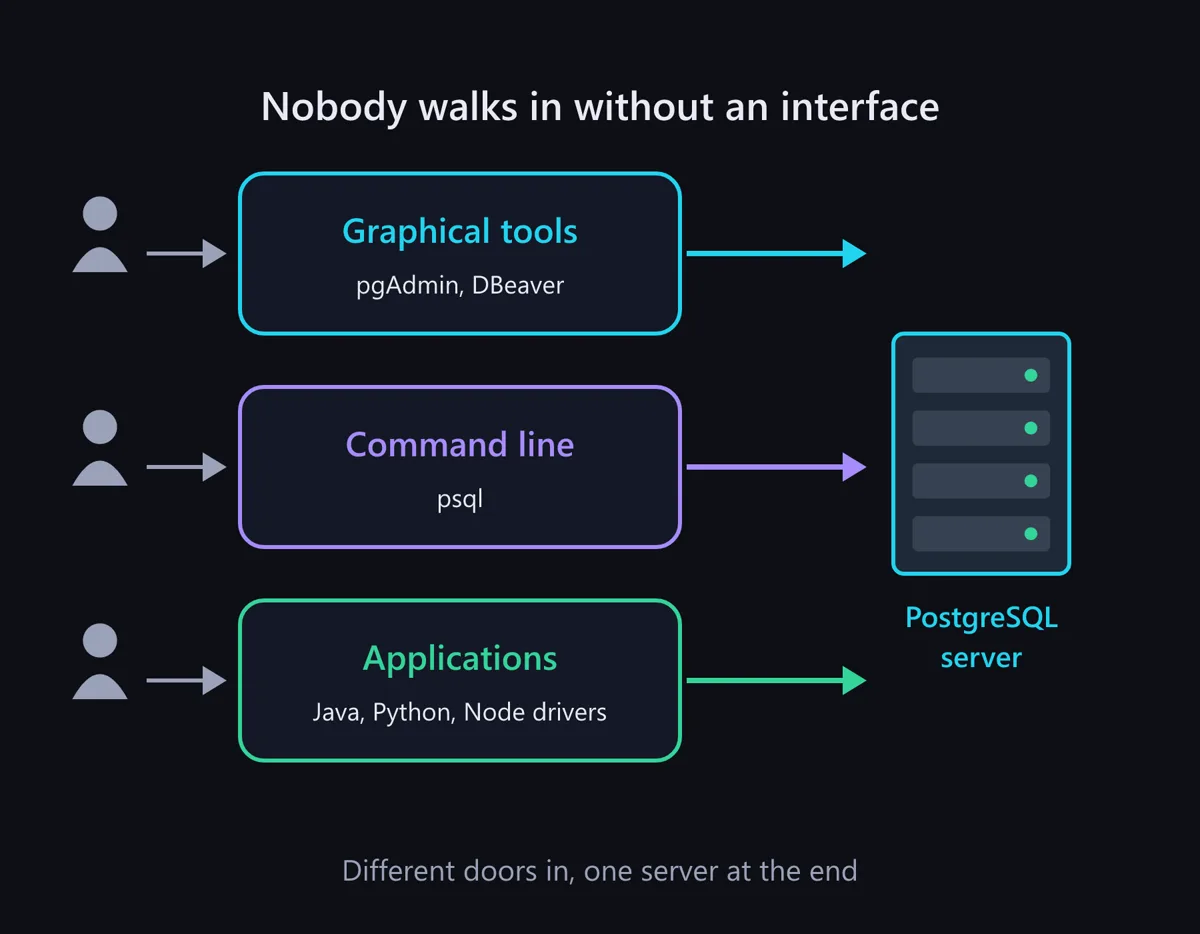 Nobody walks in without an interface
Graphical tools
pgAdmin, DBeaver
Command line
psql
Applications
Java, Python, Node drivers
PostgreSQL
server
Different doors in, one server at the end